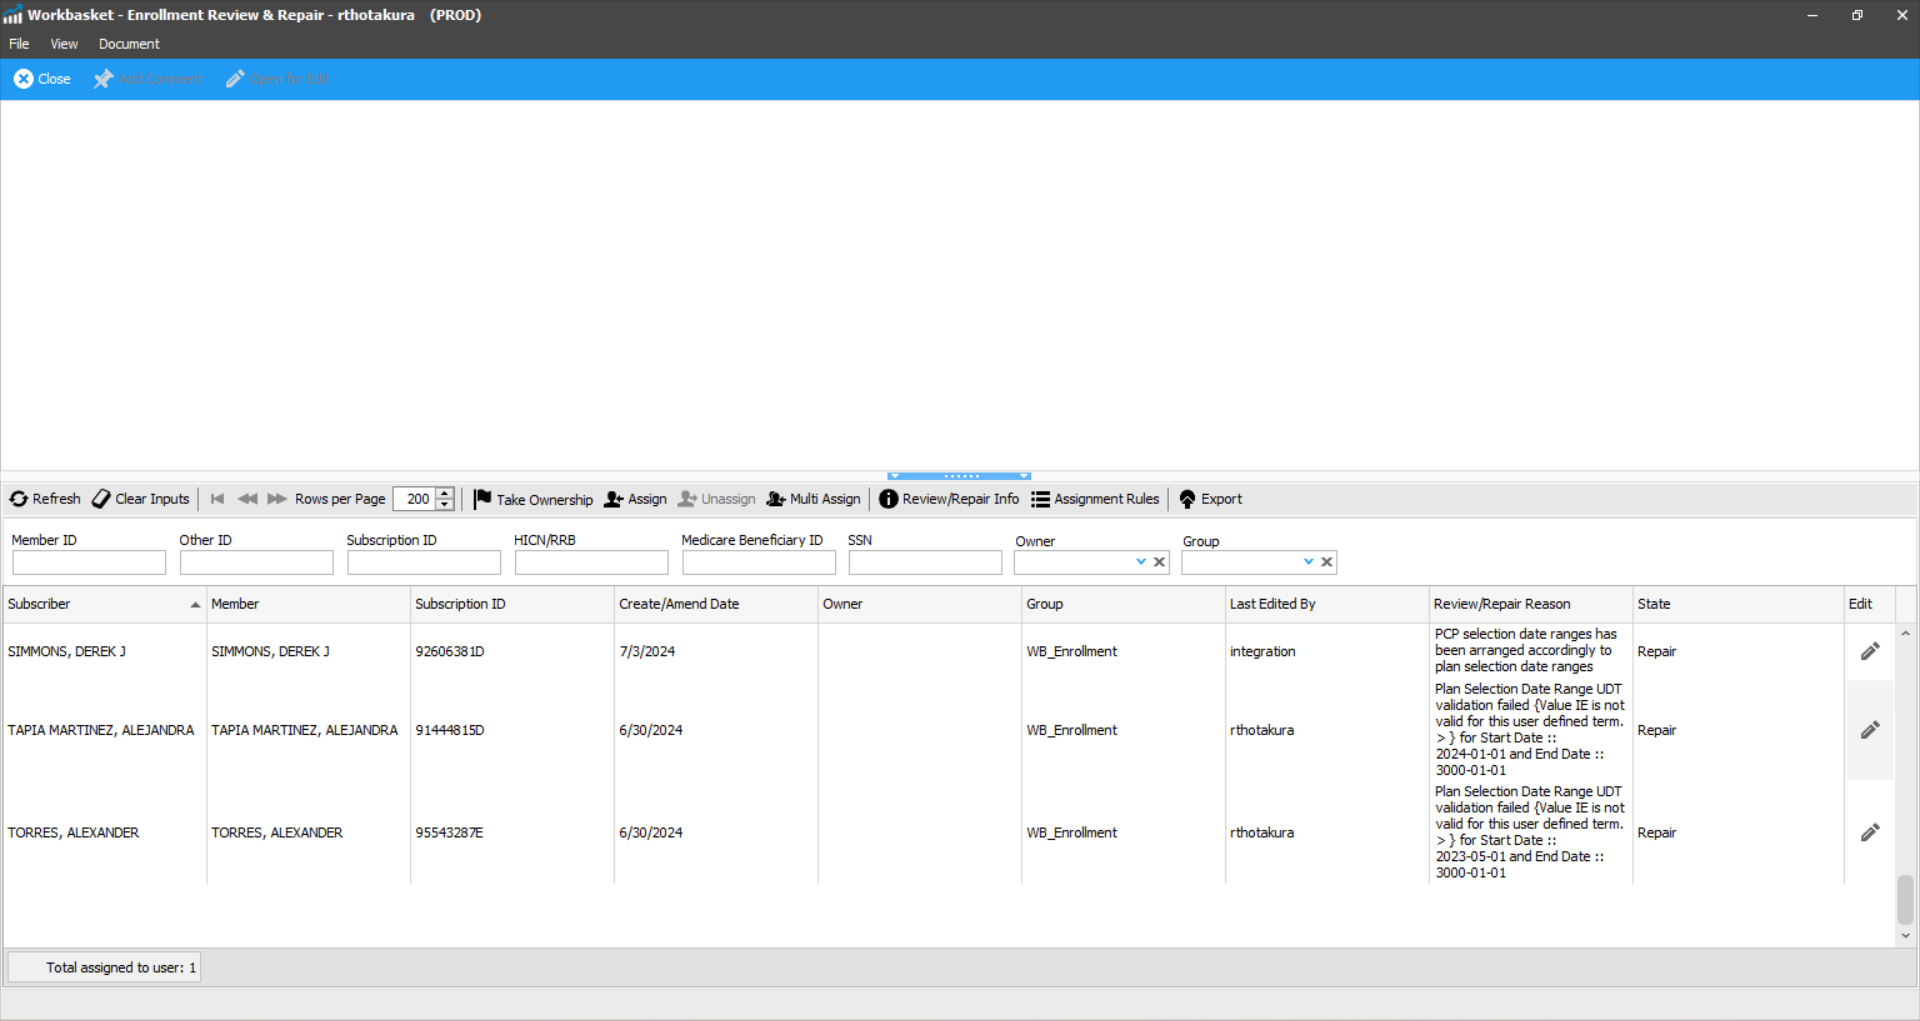 Workbasket - Enrollment Review & Repair - rthotakura (PROD)
File View Document
Close Add Comment Open for Edit
Refresh Clear Inputs Rows per Page 200 Take Ownership Assign Unassign Multi Assign Review/Repair Info Assignment Rules Export
Member ID Other ID Subscription ID HICN/RRB Medicare Beneficiary ID SSN Owner Group
Subscriber Member Subscription ID Create/Amend Date Owner Group Last Edited By Review/Repair Reason State Edit
SIMMONS, DEREK J SIMMONS, DEREK J 92606381D 7/3/2024 WB_Enrollment integration PCP selection date ranges has
been arranged accordingly to
plan selection date ranges
Repair
TAPIA MARTINEZ, ALEJANDRA TAPIA MARTINEZ, ALEJANDRA 91444815D 6/30/2024 WB_Enrollment rthotakura Plan Selection Date Range UDT
validation failed {Value IE is not
valid for this user defined term.
> } for Start Date ::
2024-01-01 and End Date ::
3000-01-01
Repair
TORRES, ALEXANDER TORRES, ALEXANDER 95543287E 6/30/2024 WB_Enrollment rthotakura Plan Selection Date Range UDT
validation failed {Value IE is not
valid for this user defined term.
> } for Start Date ::
2023-05-01 and End Date ::
3000-01-01
Repair
Total assigned to user: 1